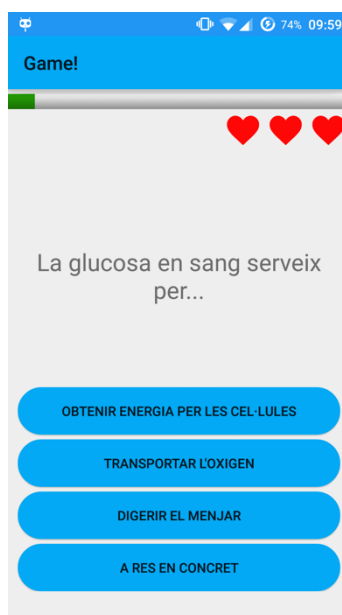 74% 09:59
Game!
La glucosa en sang serveix
per...
OBTENIR ENERGIA PER LES CEL·LULES
TRANSPORTAR L'OXIGEN
DIGERIR EL MENJAR
A RES EN CONCRET